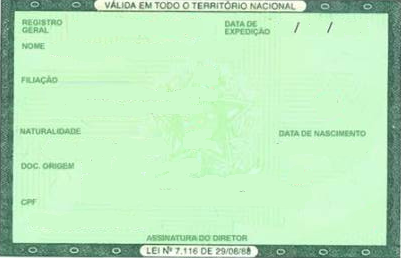 VÁLIDA EM TODO O TERRITÓRIO NACIONAL
REGISTRO GERAL
DATA DE EXPEDIÇÃO / /
NOME
FILIAÇÃO
NATURALIDADE
DATA DE NASCIMENTO
DOC. ORIGEM
CPF
ASSINATURA DO DIRETOR
LEI Nº 7.116 DE 29/08/83